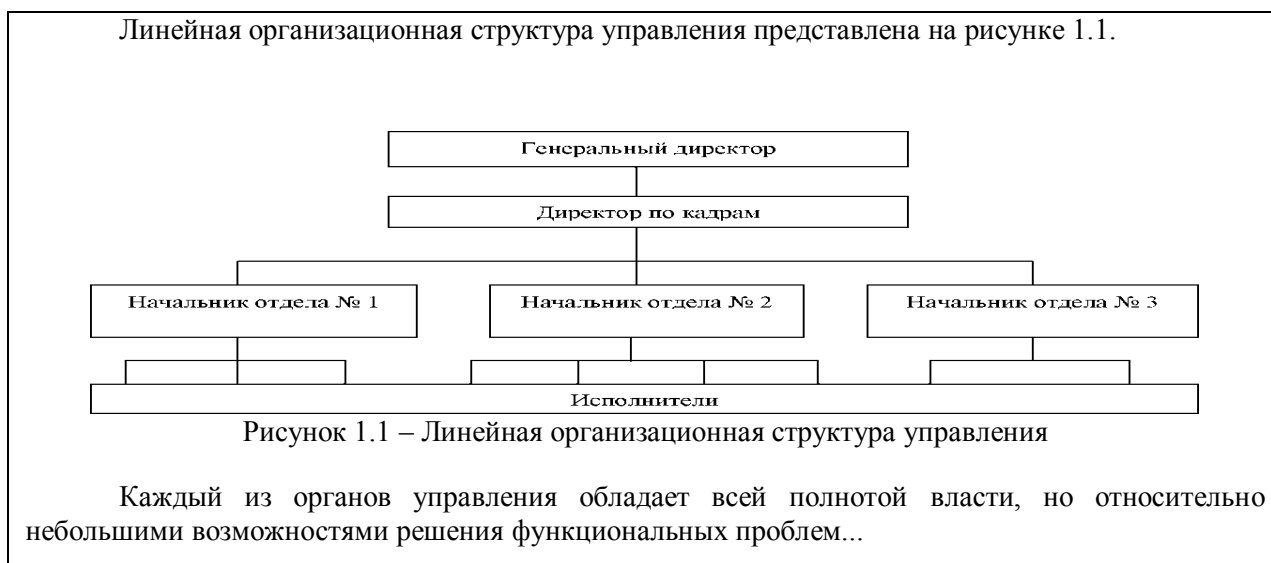 Линейная организационная структура управления представлена на рисунке 1.1.
Генеральный директор
Директор по кадрам
Начальник отдела № 1
Начальник отдела № 2
Начальник отдела № 3
Исполнители
Рисунок 1.1 – Линейная организационная структура управления
Каждый из органов управления обладает всей полнотой власти, но относительно
небольшими возможностями решения функциональных проблем...